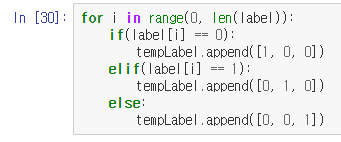 In [30]: for i in range(0, len(label)):
    if(label[i] == 0):
        tempLabel.append([1, 0, 0])
    elif(label[i] == 1):
        tempLabel.append([0, 1, 0])
    else:
        tempLabel.append([0, 0, 1])